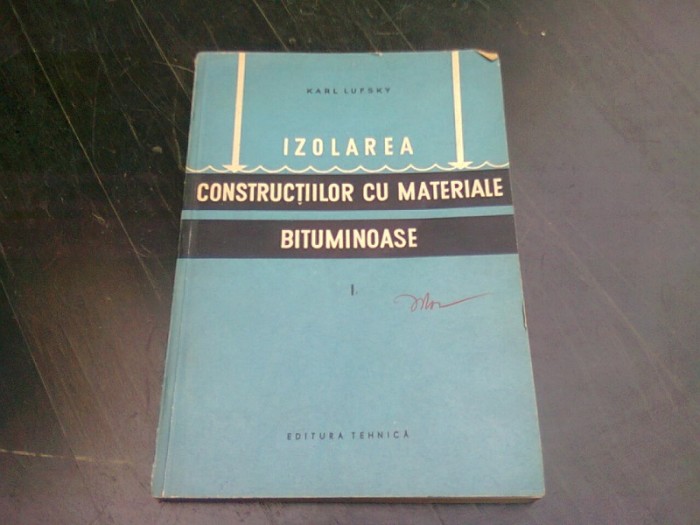 KARL LUFSKY
IZOLAREA
CONSTRUCȚIILOR CU MATERIALE
BITUMINOASE
I.
EDITURA TEHNICĂ